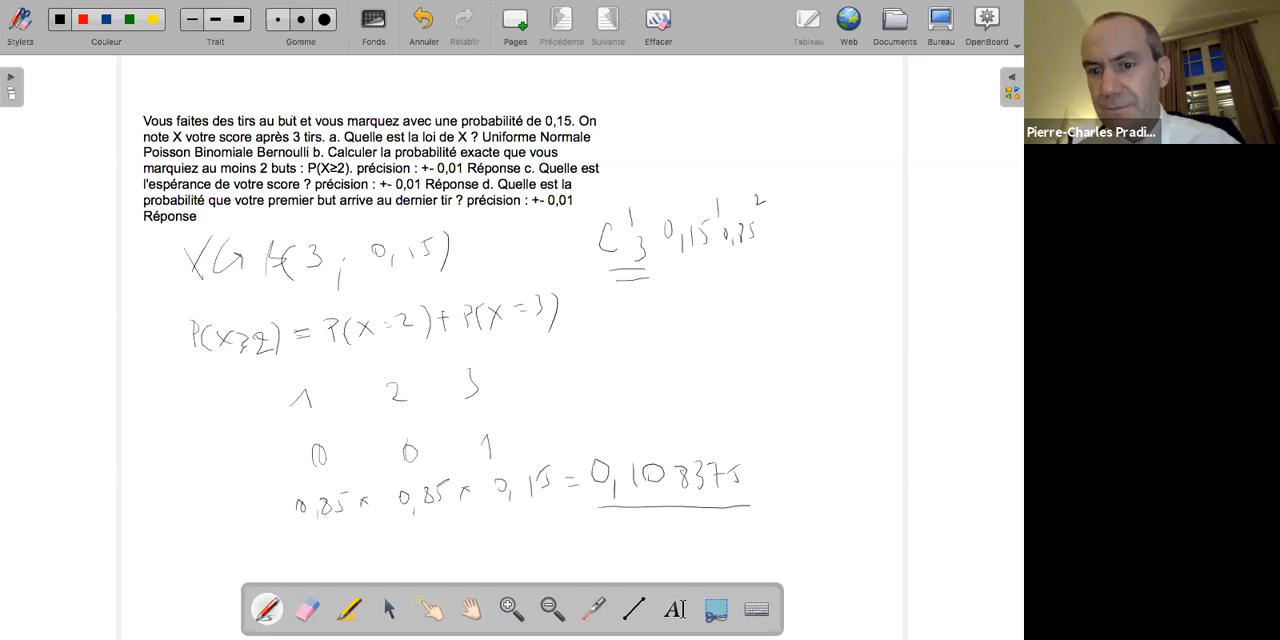 Stylets
Couleur
Trait
Gomme
Fonds
Annuler
Rétablir
Pages
Précédente
Suivante
Effacer
Tableau
Web
Documents
Bureau
OpenBoard
Pierre-Charles Pradi...
Vous faites des tirs au but et vous marquez avec une probabilité de 0,15. On
note X votre score après 3 tirs. a. Quelle est la loi de X ? Uniforme Normale
Poisson Binomiale Bernoulli b. Calculer la probabilité exacte que vous
marquiez au moins 2 buts : P(X≥2). précision : +- 0,01 Réponse c. Quelle est
l'espérance de votre score ? précision : +- 0,01 Réponse d. Quelle est la
probabilité que votre premier but arrive au dernier tir ? précision : +- 0,01
Réponse
C 1 3 0,15 1 0,85 2
(3 ; 0,15)
P(X≥2) = P(X=2) + P(X=3)
1 2 3
0 0 1
0,85 × 0,85 × 0,15 = 0,108375